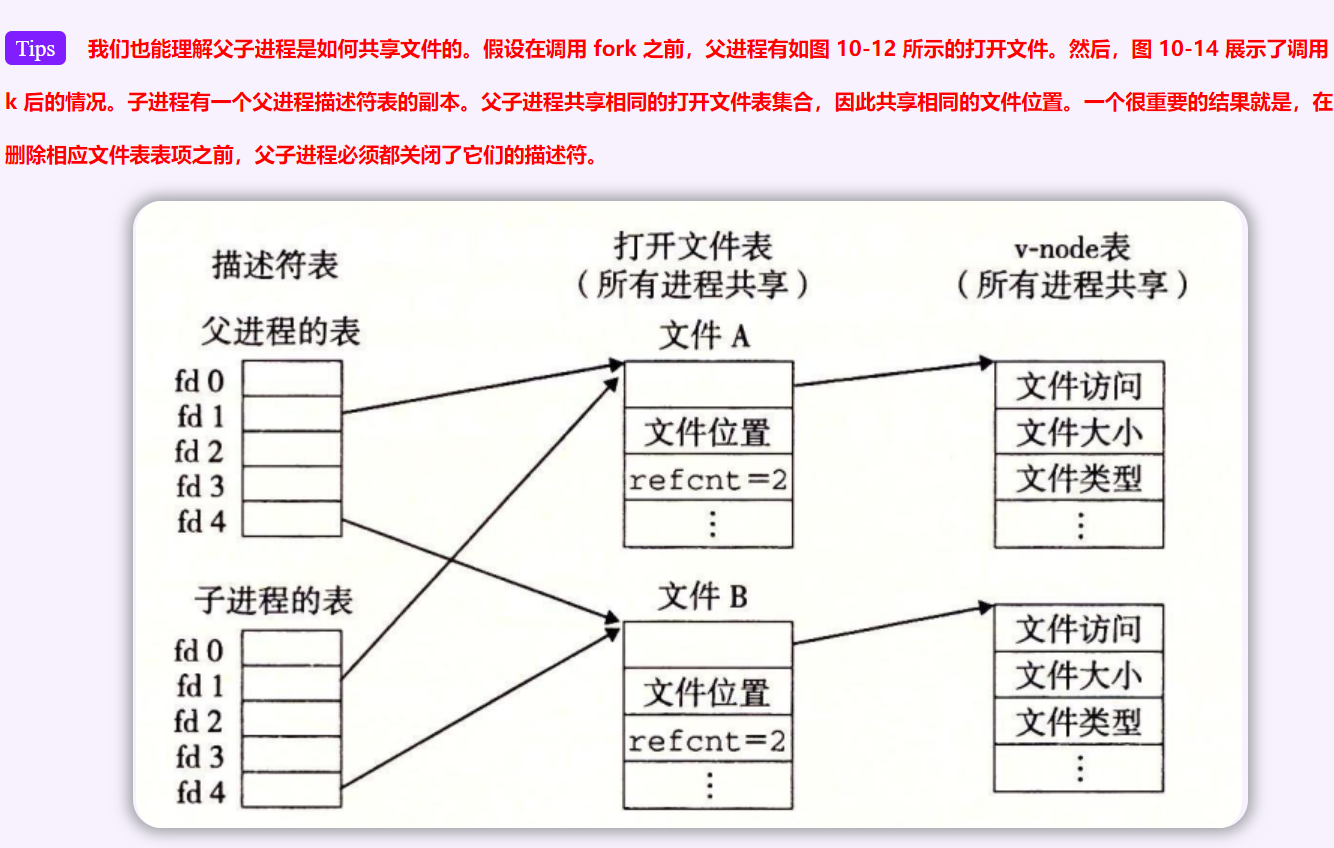 Tips 我们也能理解父子进程是如何共享文件的。假设在调用 fork 之前，父进程有如图 10-12 所示的打开文件。然后，图 10-14 展示了调用
k 后的情况。子进程有一个父进程描述符表的副本。父子进程共享相同的打开文件表集合，因此共享相同的文件位置。一个很重要的结果就是，在
删除相应文件表表项之前，父子进程必须都关闭了它们的描述符。
描述符表
打开文件表
（所有进程共享）
v-node表
（所有进程共享）
父进程的表
fd 0
fd 1
fd 2
fd 3
fd 4
文件 A
文件位置
refcnt=2
⋮
文件访问
文件大小
文件类型
⋮
子进程的表
fd 0
fd 1
fd 2
fd 3
fd 4
文件 B
文件位置
refcnt=2
⋮
文件访问
文件大小
文件类型
⋮